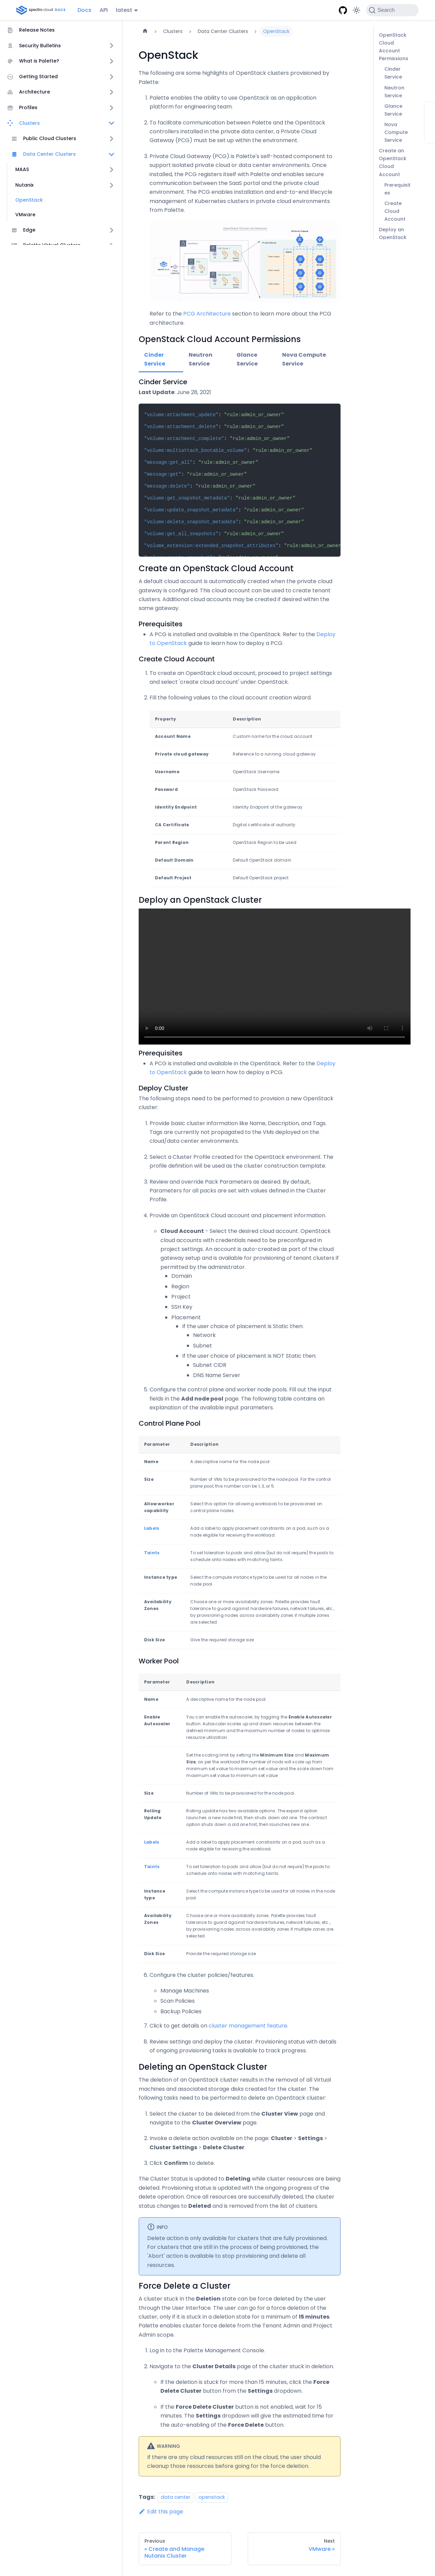 spectrocloud DOCS
Docs
API
latest
Search
Release Notes
Security Bulletins
What is Palette?
Getting Started
Architecture
Profiles
Clusters
Public Cloud Clusters
Data Center Clusters
MAAS
Nutanix
OpenStack
VMware
Edge
Clusters
Data Center Clusters
OpenStack
OpenStack
Cloud
Account
Permissions
Cinder
Service
Neutron
Service
Glance
Service
Nova
Compute
Service
Create an
OpenStack
Cloud
Account
Prerequisit
es
Create
Cloud
Account
Deploy an
OpenStack
OpenStack
The following are some highlights of OpenStack clusters provisioned by
Palette:
1. Palette enables the ability to use OpenStack as an application
platform for engineering team.
2. To facilitate communication between Palette and the OpenStack
controllers installed in the private data center, a Private Cloud
Gateway (PCG) must be set up within the environment.
3. Private Cloud Gateway (PCG) is Palette's self-hosted component to
support isolated private cloud or data center environments. The
PCG, once installed, registers itself with Palette and enables secure
communication between the SaaS portal and the private cloud
environment. The PCG enables installation and end-to-end lifecycle
management of Kubernetes clusters in private cloud environments
from Palette.
Refer to the PCG Architecture section to learn more about the PCG
architecture.
OpenStack Cloud Account Permissions
Cinder
Service
Neutron
Service
Glance
Service
Nova Compute
Service
Cinder Service
Last Update: June 28, 2021
"volume:attachment_update": "rule:admin_or_owner"
"volume:attachment_delete": "rule:admin_or_owner"
"volume:attachment_complete": "rule:admin_or_owner"
"volume:multiattach_bootable_volume": "rule:admin_or_owner"
"message:get_all": "rule:admin_or_owner"
"message:get": "rule:admin_or_owner"
"message:delete": "rule:admin_or_owner"
"volume:get_snapshot_metadata": "rule:admin_or_owner"
"volume:update_snapshot_metadata": "rule:admin_or_owner"
"volume:delete_snapshot_metadata": "rule:admin_or_owner"
"volume:get_all_snapshots": "rule:admin_or_owner"
"volume_extension:extended_snapshot_attributes": "rule:admin_or_owner
Create an OpenStack Cloud Account
A default cloud account is automatically created when the private cloud
gateway is configured. This cloud account can be used to create tenant
clusters. Additional cloud accounts may be created if desired within the
same gateway.
Prerequisites
A PCG is installed and available in the OpenStack. Refer to the Deploy
to OpenStack guide to learn how to deploy a PCG.
Create Cloud Account
1. To create an OpenStack cloud account, proceed to project settings
and select 'create cloud account' under OpenStack.
2. Fill the following values to the cloud account creation wizard.
Property Description
Account Name Custom name for the cloud account
Private cloud gateway Reference to a running cloud gateway
Username OpenStack Username
Password OpenStack Password
Identity Endpoint Identity Endpoint of the gateway
CA Certificate Digital certificate of authority
Parent Region OpenStack Region to be used
Default Domain Default OpenStack domain
Default Project Default OpenStack project
Deploy an OpenStack Cluster
0:00
Prerequisites
A PCG is installed and available in the OpenStack. Refer to the Deploy
to OpenStack guide to learn how to deploy a PCG.
Deploy Cluster
The following steps need to be performed to provision a new OpenStack
cluster:
1. Provide basic cluster information like Name, Description, and Tags.
Tags are currently not propagated to the VMs deployed on the
cloud/data center environments.
2. Select a Cluster Profile created for the OpenStack environment. The
profile definition will be used as the cluster construction template.
3. Review and override Pack Parameters as desired. By default,
Parameters for all packs are set with values defined in the Cluster
Profile.
4. Provide an OpenStack Cloud account and placement information.
Cloud Account - Select the desired cloud account. OpenStack
cloud accounts with credentials need to be preconfigured in
project settings. An account is auto-created as part of the cloud
gateway setup and is available for provisioning of tenant clusters if
permitted by the administrator.
Domain
Region
Project
SSH Key
Placement
If the user choice of placement is Static then:
Network
Subnet
If the user choice of placement is NOT Static then:
Subnet CIDR
DNS Name Server
5. Configure the control plane and worker node pools. Fill out the input
fields in the Add node pool page. The following table contains an
explanation of the available input parameters.
Control Plane Pool
Parameter Description
Name A descriptive name for the node pool.
Size Number of VMs to be provisioned for the node pool. For the control
plane pool, this number can be 1, 3, or 5.
Allow worker
capability
Select this option for allowing workloads to be provisioned on
control plane nodes.
Labels Add a label to apply placement constraints on a pod, such as a
node eligible for receiving the workload.
Taints To set toleration to pods and allow (but do not require) the pods to
schedule onto nodes with matching taints.
Instance type Select the compute instance type to be used for all nodes in the
node pool.
Availability
Zones
Choose one or more availability zones. Palette provides fault
tolerance to guard against hardware failures, network failures, etc.,
by provisioning nodes across availability zones if multiple zones
are selected.
Disk Size Give the required storage size
Worker Pool
Parameter Description
Name A descriptive name for the node pool.
Enable
Autoscaler
You can enable the autoscaler, by toggling the Enable Autoscaler
button. Autoscaler scales up and down resources between the
defined minimum and the maximum number of nodes to optimize
resource utilization.
Set the scaling limit by setting the Minimum Size and Maximum
Size, as per the workload the number of node will scale up from
minimum set value to maximum set value and the scale down from
maximum set value to minimum set value
Size Number of VMs to be provisioned for the node pool.
Rolling
Update
Rolling update has two available options. The expand option
launches a new node first, then shuts down old one. The contract
option shuts down a old one first, then launches new one.
Labels Add a label to apply placement constraints on a pod, such as a
node eligible for receiving the workload.
Taints To set toleration to pods and allow (but do not require) the pods to
schedule onto nodes with matching taints.
Instance
type
Select the compute instance type to be used for all nodes in the node
pool.
Availability
Zones
Choose one or more availability zones. Palette provides fault
tolerance to guard against hardware failures, network failures, etc.,
by provisioning nodes across availability zones if multiple zones are
selected.
Disk Size Provide the required storage size
6. Configure the cluster policies/features.
Manage Machines
Scan Policies
Backup Policies
7. Click to get details on cluster management feature.
8. Review settings and deploy the cluster. Provisioning status with details
of ongoing provisioning tasks is available to track progress.
Deleting an OpenStack Cluster
The deletion of an OpenStack cluster results in the removal of all Virtual
machines and associated storage disks created for the cluster. The
following tasks need to be performed to delete an OpenStack cluster:
1. Select the cluster to be deleted from the Cluster View page and
navigate to the Cluster Overview page.
2. Invoke a delete action available on the page: Cluster > Settings >
Cluster Settings > Delete Cluster
3. Click Confirm to delete.
The Cluster Status is updated to Deleting while cluster resources are being
deleted. Provisioning status is updated with the ongoing progress of the
delete operation. Once all resources are successfully deleted, the cluster
status changes to Deleted and is removed from the list of clusters.
INFO
Delete action is only available for clusters that are fully provisioned.
For clusters that are still in the process of being provisioned, the
'Abort' action is available to stop provisioning and delete all
resources.
Force Delete a Cluster
A cluster stuck in the Deletion state can be force deleted by the user
through the User Interface. The user can go for a force deletion of the
cluster, only if it is stuck in a deletion state for a minimum of 15 minutes.
Palette enables cluster force delete from the Tenant Admin and Project
Admin scope.
1. Log in to the Palette Management Console.
2. Navigate to the Cluster Details page of the cluster stuck in deletion.
If the deletion is stuck for more than 15 minutes, click the Force
Delete Cluster button from the Settings dropdown.
If the Force Delete Cluster button is not enabled, wait for 15
minutes. The Settings dropdown will give the estimated time for
the auto-enabling of the Force Delete button.
WARNING
If there are any cloud resources still on the cloud, the user should
cleanup those resources before going for the force deletion.
Tags: data center openstack
Edit this page
Previous
« Create and Manage
Nutanix Cluster
Next
VMware »